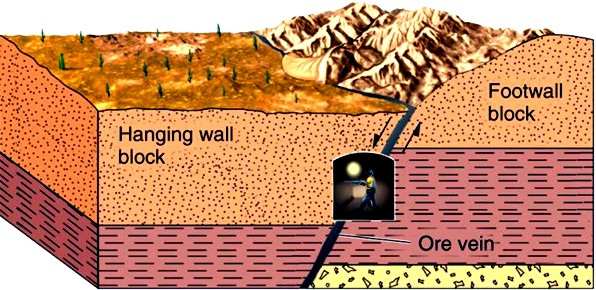 Hanging wall
block
Footwall
block
Ore vein